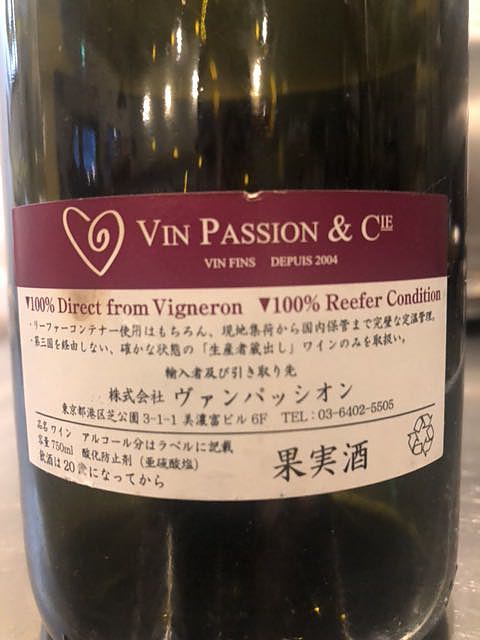 VIN PASSION & CIE
VIN FINS DEPUIS 2004
▼100% Direct from Vigneron ▼100% Reefer Condition
・リーファーコンテナー使用はもちろん、現地集荷から国内保管まで完璧な定温管理。
・第三国を経由しない、確かな状態の「生産者蔵出し」ワインのみを取扱い。
輸入者及び引き取り先
株式会社 ヴァンパッシオン
東京都港区芝公園 3-1-1 美濃富ビル 6F TEL:03-6402-5505
品名 ワイン アルコール分はラベルに記載
容量 750ml 酸化防止剤(亜硫酸塩)
飲酒は20歳になってから
果実酒